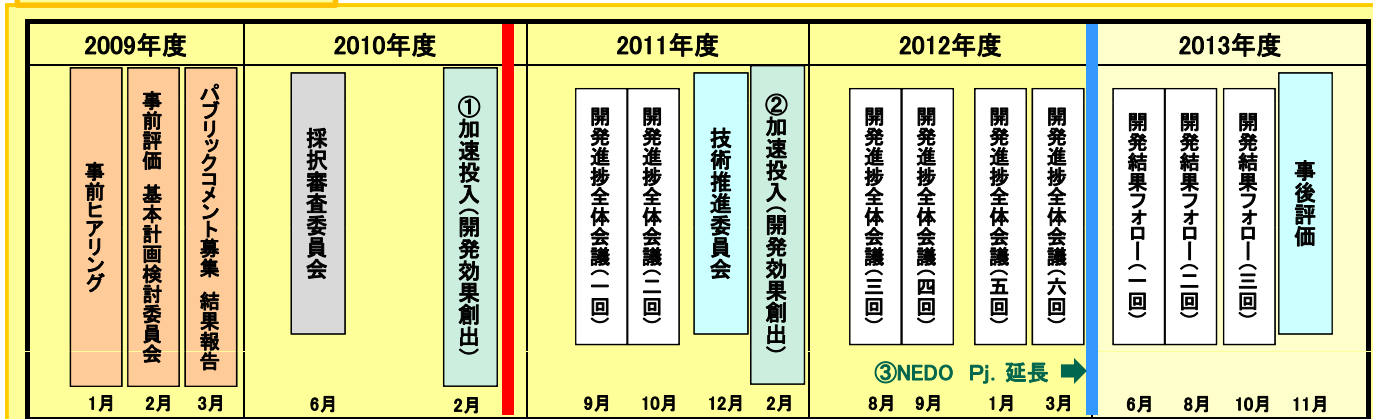 2009年度
2010年度
2011年度
2012年度
2013年度
事前ヒアリング
事前評価 基本計画検討委員会
パブリックコメント募集 結果報告
採択審査委員会
①加速投入(開発効果創出)
開発進捗全体会議(一回)
開発進捗全体会議(二回)
技術推進委員会
②加速投入(開発効果創出)
開発進捗全体会議(三回)
開発進捗全体会議(四回)
開発進捗全体会議(五回)
開発進捗全体会議(六回)
開発結果フォロー(一回)
開発結果フォロー(二回)
開発結果フォロー(三回)
事後評価
③NEDO Pj. 延長
1月
2月
3月
6月
2月
9月
10月
12月
2月
8月
9月
1月
3月
6月
8月
10月
11月